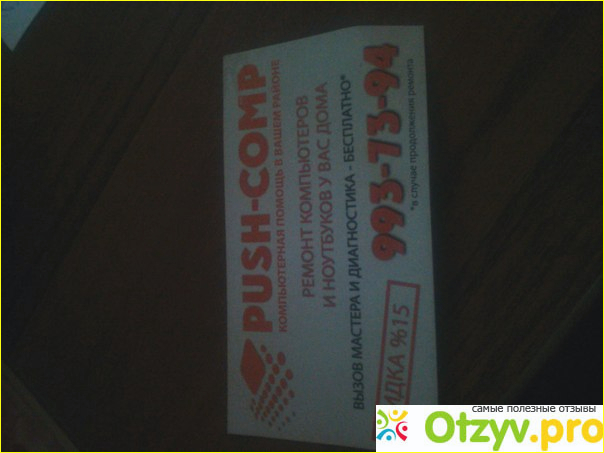 PUSH-COMP
КОМПЬЮТЕРНАЯ ПОМОЩЬ В ВАШЕМ РАЙОНЕ
РЕМОНТ КОМПЬЮТЕРОВ
И НОУТБУКОВ У ВАС ДОМА
ВЫЗОВ МАСТЕРА И ДИАГНОСТИКА - БЕСПЛАТНО*
993-73-94
*в случае продолжения ремонта
ИДКА %15
самые полезные отзывы
Otzyv.pro